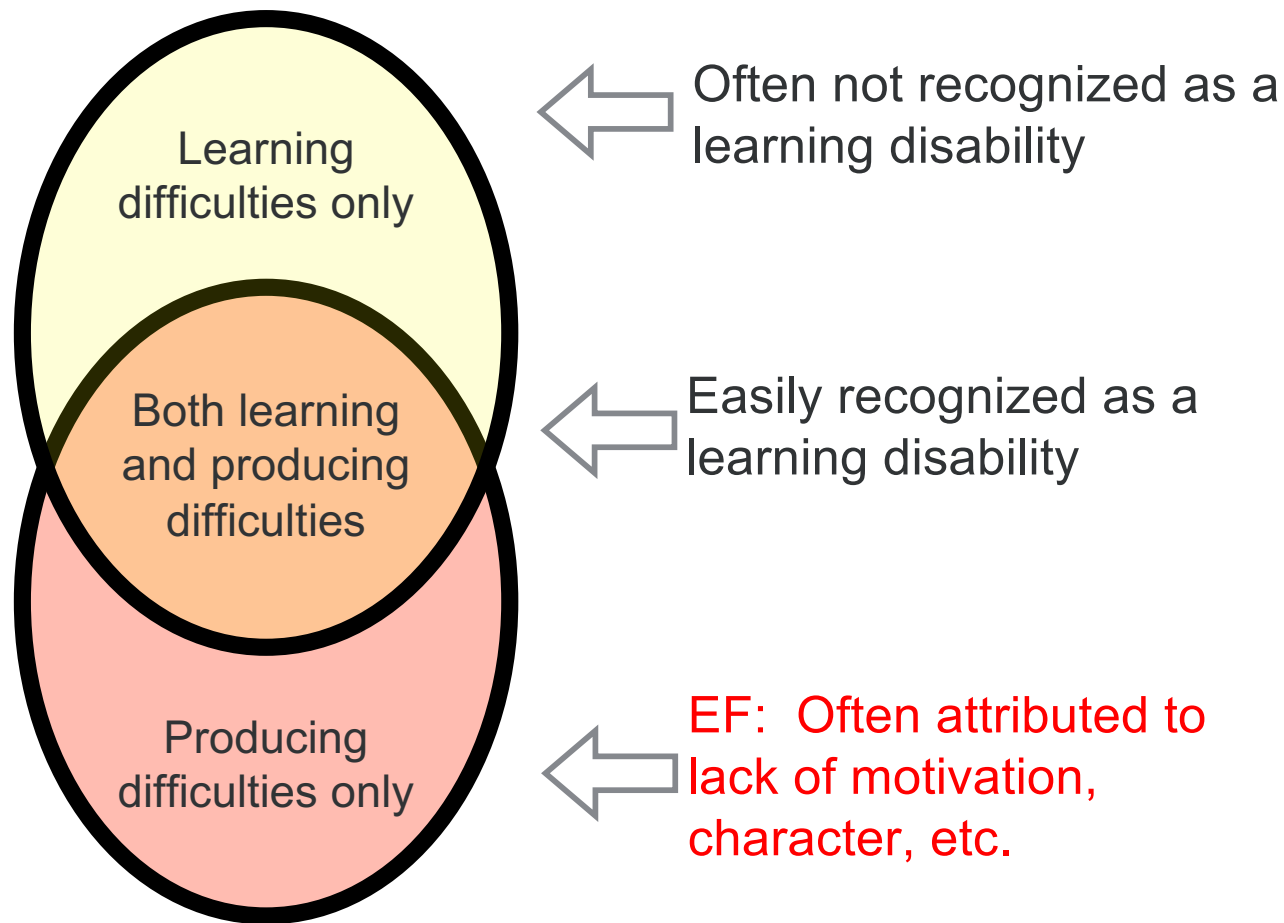 Learning
difficulties only
Often not recognized as a
learning disability
Both learning
and producing
difficulties
Easily recognized as a
learning disability
Producing
difficulties only
EF:  Often attributed to
lack of motivation,
character, etc.